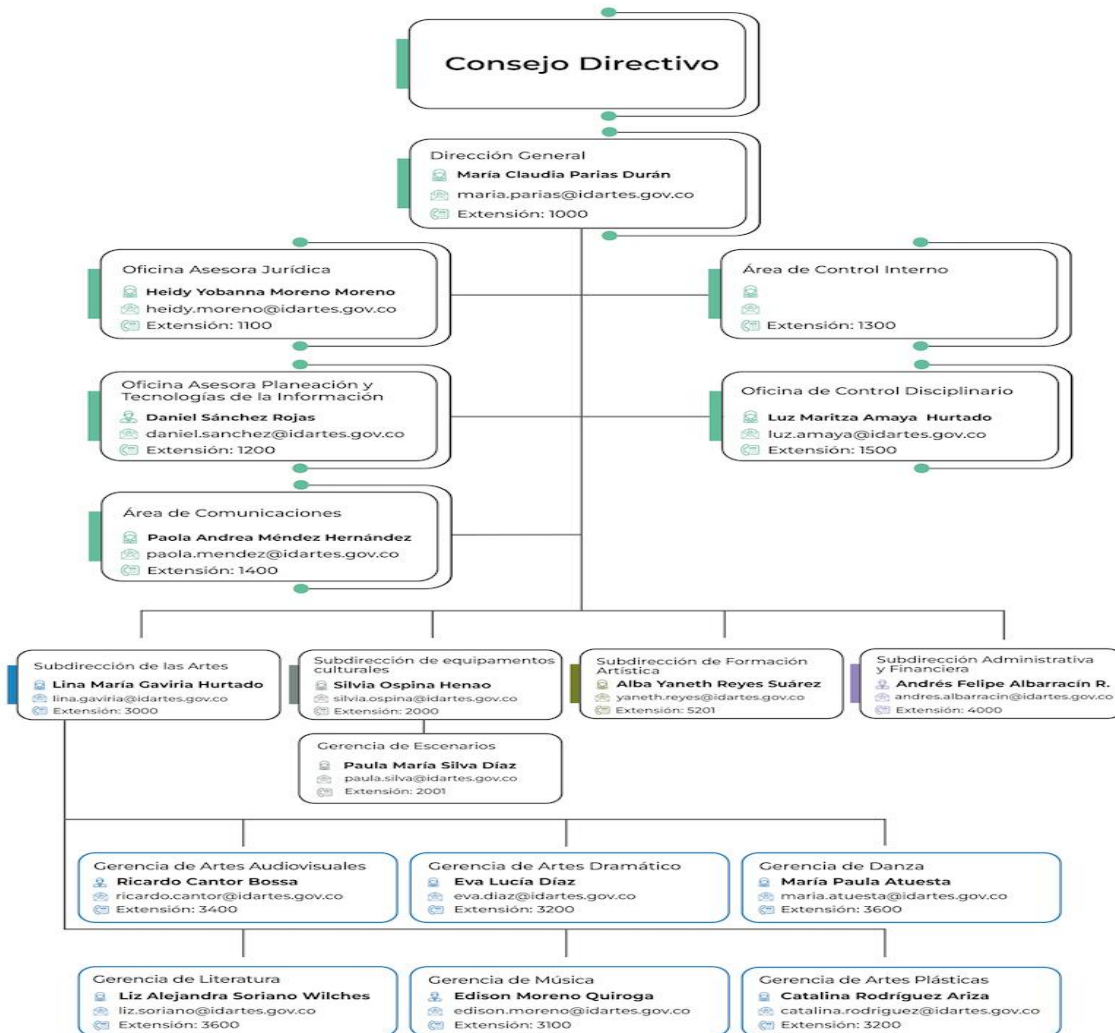 Consejo Directivo
Dirección General
María Claudia Parias Durán
maria.parias@idartes.gov.co
Extensión: 1000
Oficina Asesora Jurídica
Heidy Yobanna Moreno Moreno
heidy.moreno@idartes.gov.co
Extensión: 1100
Área de Control Interno
Extensión: 1300
Oficina Asesora Planeación y
Tecnologías de la Información
Daniel Sánchez Rojas
daniel.sanchez@idartes.gov.co
Extensión: 1200
Oficina de Control Disciplinario
Luz Maritza Amaya Hurtado
luz.amaya@idartes.gov.co
Extensión: 1500
Área de Comunicaciones
Paola Andrea Méndez Hernández
paola.mendez@idartes.gov.co
Extensión: 1400
Subdirección de las Artes
Lina María Gaviria Hurtado
lina.gaviria@idartes.gov.co
Extensión: 3000
Subdirección de equipamentos
culturales
Silvia Ospina Henao
silvia.ospina@idartes.gov.co
Extensión: 2000
Subdirección de Formación
Artística
Alba Yaneth Reyes Suárez
yaneth.reyes@idartes.gov.co
Extensión: 5201
Subdirección Administrativa
y Financiera
Andrés Felipe Albarracín R.
andres.albarracin@idartes.gov.co
Extensión: 4000
Gerencia de Escenarios
Paula María Silva Díaz
paula.silva@idartes.gov.co
Extensión: 2001
Gerencia de Artes Audiovisuales
Ricardo Cantor Bossa
ricardo.cantor@idartes.gov.co
Extensión: 3400
Gerencia de Artes Dramático
Eva Lucía Díaz
eva.diaz@idartes.gov.co
Extensión: 3200
Gerencia de Danza
María Paula Atuesta
maria.atuesta@idartes.gov.co
Extensión: 3600
Gerencia de Literatura
Liz Alejandra Soriano Wilches
liz.soriano@idartes.gov.co
Extensión: 3600
Gerencia de Música
Edison Moreno Quiroga
edison.moreno@idartes.gov.co
Extensión: 3100
Gerencia de Artes Plásticas
Catalina Rodríguez Ariza
catalina.rodriguez@idartes.gov.co
Extensión: 3200